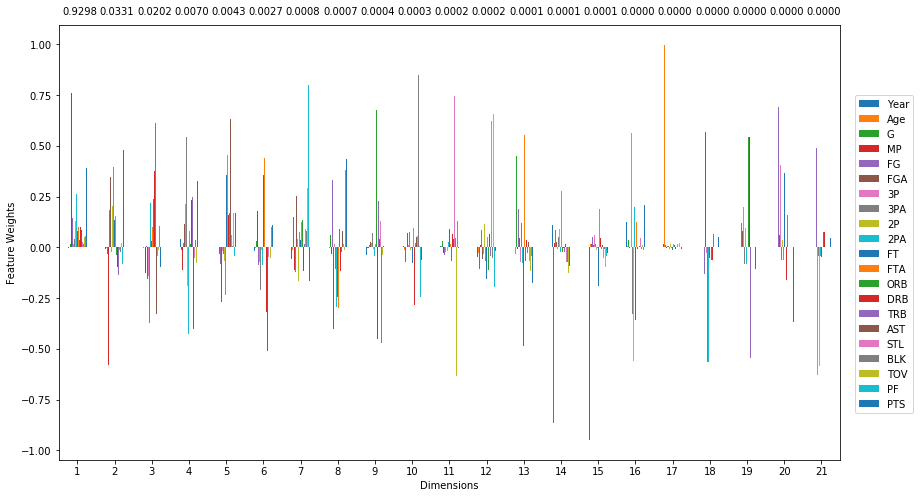 0.9298 0.0331 0.0202 0.0070 0.0043 0.0027 0.0008 0.0007 0.0004 0.0003 0.0002 0.0002 0.0001 0.0001 0.0001 0.0000 0.0000 0.0000 0.0000 0.0000 0.0000
1.00
0.75
0.50
0.25
0.00
−0.25
−0.50
−0.75
−1.00
Feature Weights
1 2 3 4 5 6 7 8 9 10 11 12 13 14 15 16 17 18 19 20 21
Dimensions
Year
Age
G
MP
FG
FGA
3P
3PA
2P
2PA
FT
FTA
ORB
DRB
TRB
AST
STL
BLK
TOV
PF
PTS